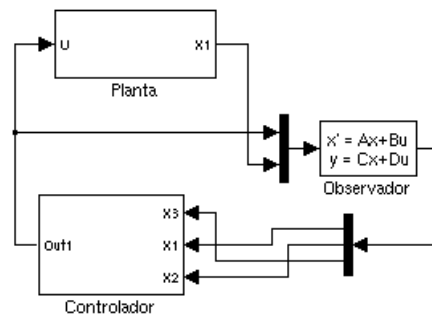 U
X1
Planta
x' = Ax+Bu
y = Cx+Du
Observador
Out1
X3
X1
X2
Controlador